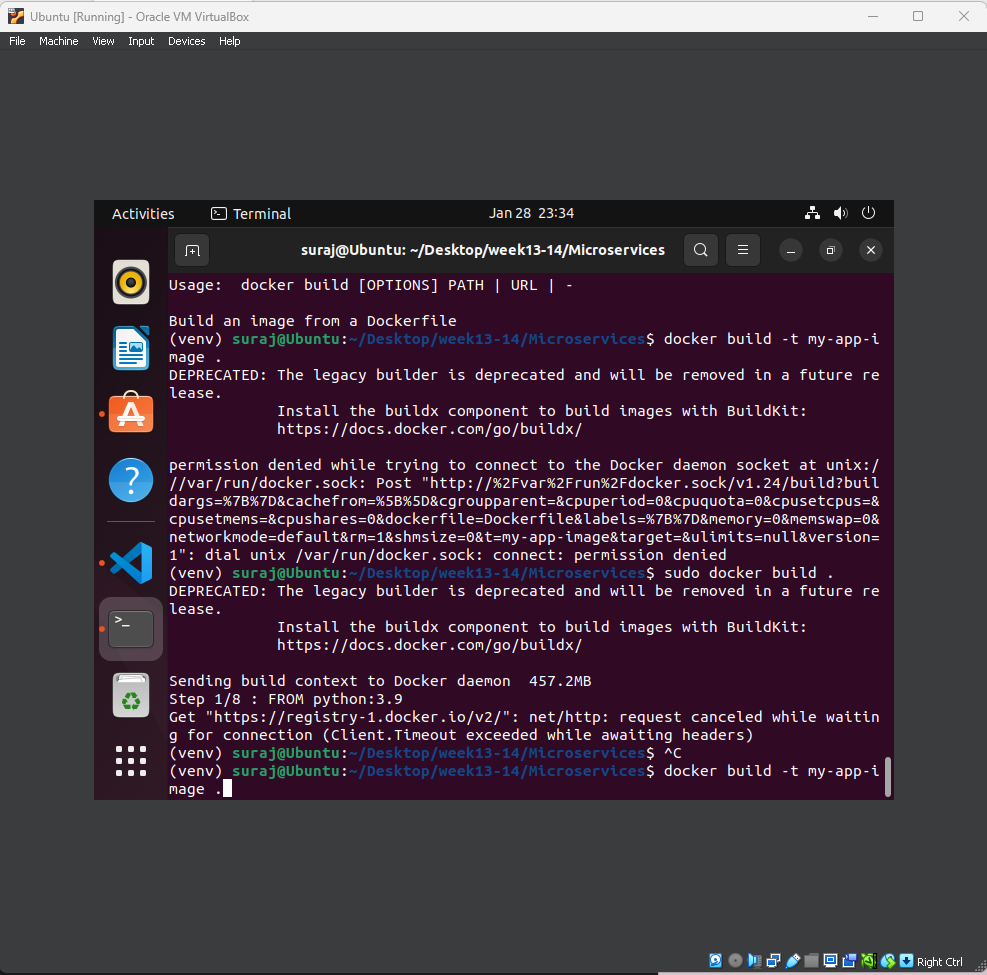 Ubuntu [Running] - Oracle VM VirtualBox
File Machine View Input Devices Help
Activities Terminal Jan 28 23:34
suraj@Ubuntu: ~/Desktop/week13-14/Microservices
Usage:  docker build [OPTIONS] PATH | URL | -
Build an image from a Dockerfile
(venv) suraj@Ubuntu:~/Desktop/week13-14/Microservices$ docker build -t my-app-i
mage .
DEPRECATED: The legacy builder is deprecated and will be removed in a future re
lease.
            Install the buildx component to build images with BuildKit:
            https://docs.docker.com/go/buildx/
permission denied while trying to connect to the Docker daemon socket at unix:/
//var/run/docker.sock: Post "http://%2Fvar%2Frun%2Fdocker.sock/v1.24/build?buil
dargs=%7B%7D&cachefrom=%5B%5D&cgroupparent=&cpuperiod=0&cpuquota=0&cpusetcpus=&
cpusetmems=&cpushares=0&dockerfile=Dockerfile&labels=%7B%7D&memory=0&memswap=0&
networkmode=default&rm=1&shmsize=0&t=my-app-image&target=&ulimits=null&version=
1": dial unix /var/run/docker.sock: connect: permission denied
(venv) suraj@Ubuntu:~/Desktop/week13-14/Microservices$ sudo docker build .
DEPRECATED: The legacy builder is deprecated and will be removed in a future re
lease.
            Install the buildx component to build images with BuildKit:
            https://docs.docker.com/go/buildx/
Sending build context to Docker daemon  457.2MB
Step 1/8 : FROM python:3.9
Get "https://registry-1.docker.io/v2/": net/http: request canceled while waitin
g for connection (Client.Timeout exceeded while awaiting headers)
(venv) suraj@Ubuntu:~/Desktop/week13-14/Microservices$ ^C
(venv) suraj@Ubuntu:~/Desktop/week13-14/Microservices$ docker build -t my-app-i
mage .
Right Ctrl